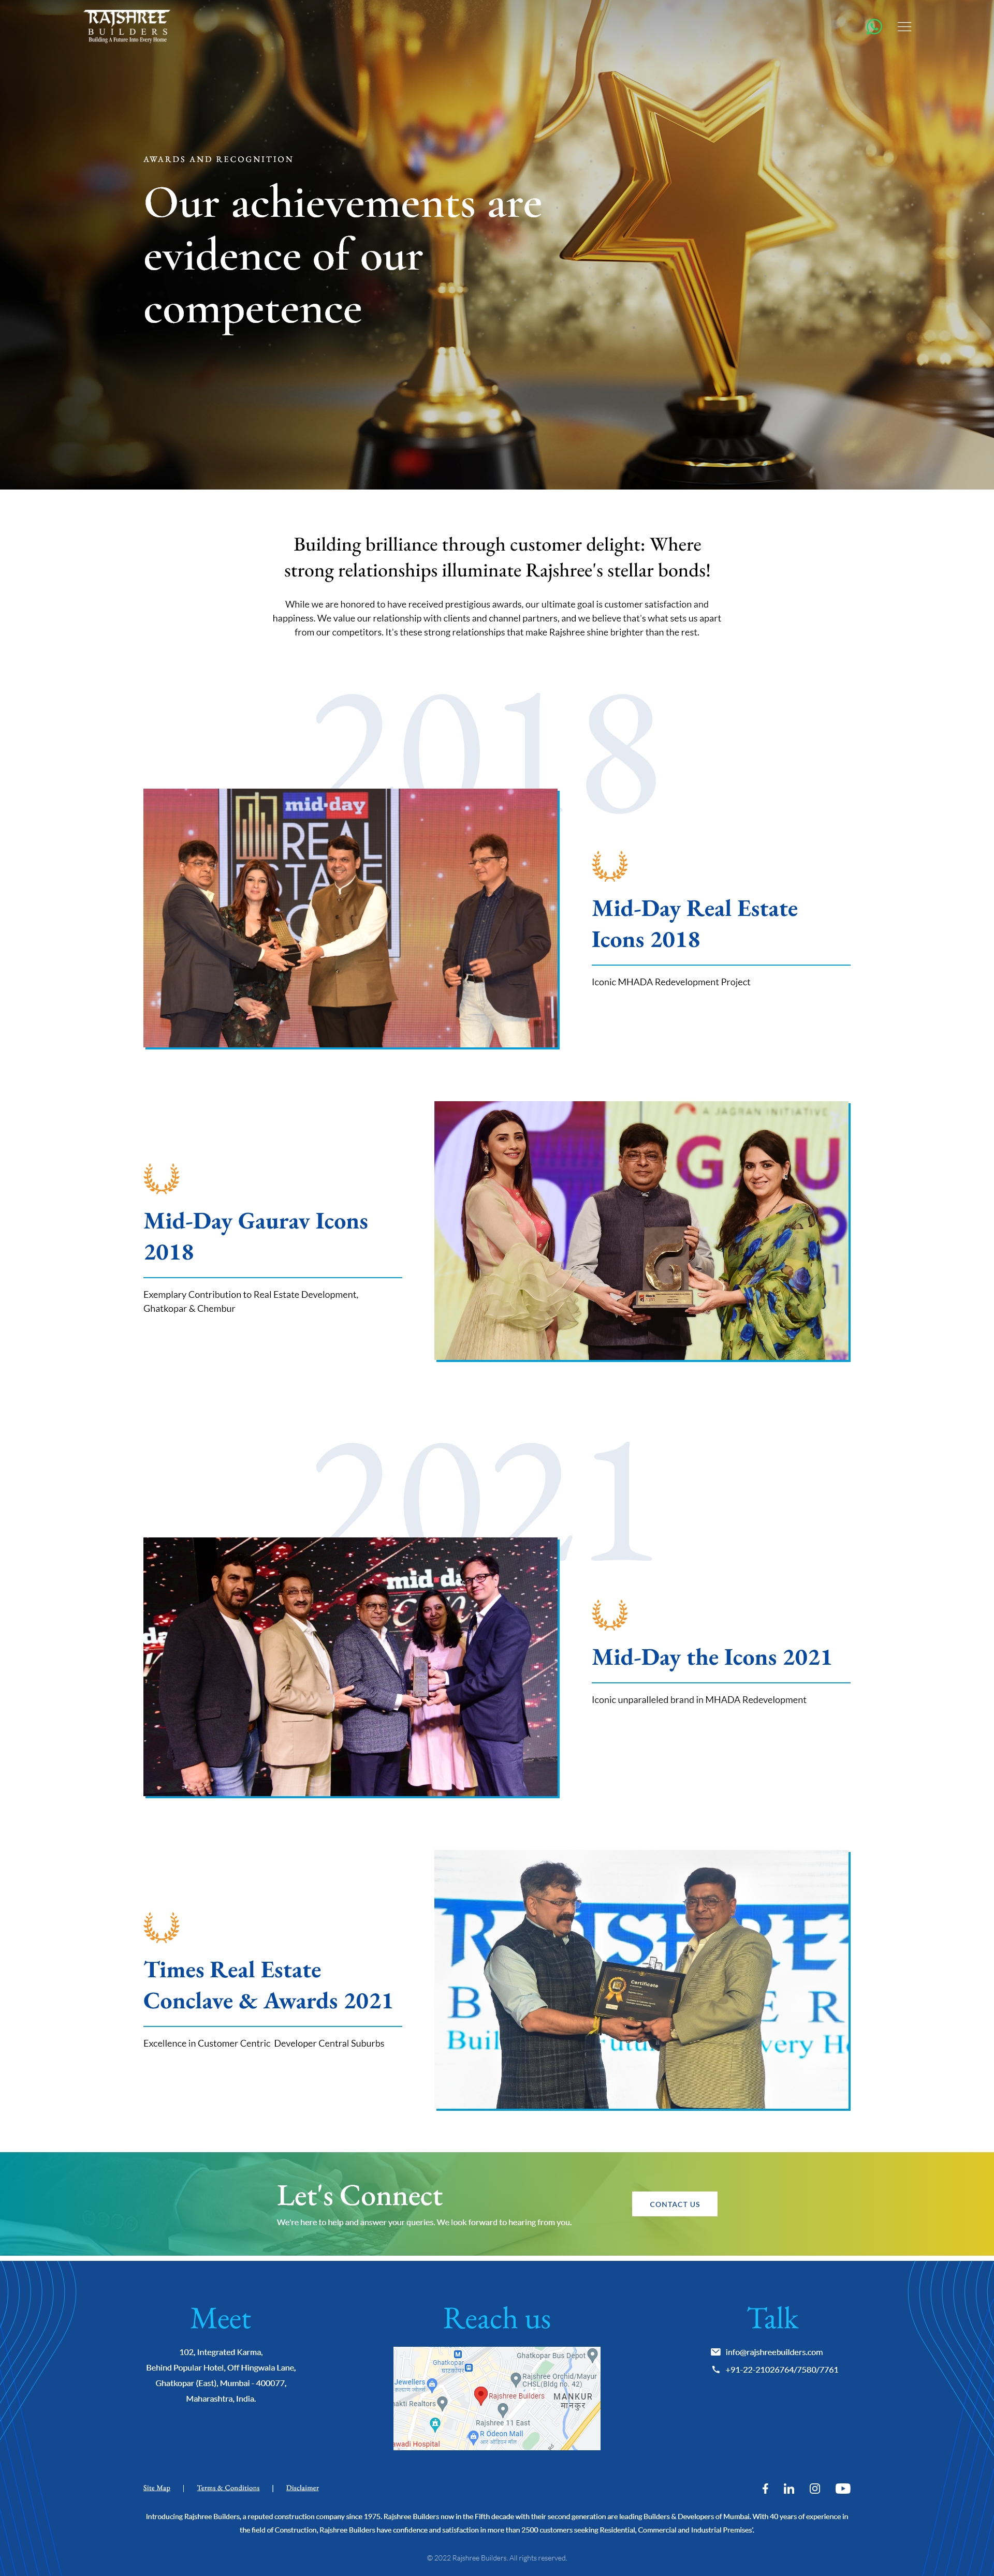 RAJSHREE
BUILDERS
Building A Future Into Every Home
AWARDS AND RECOGNITION
Our achievements are
evidence of our
competence
Building brilliance through customer delight: Where
strong relationships illuminate Rajshree's stellar bonds!
While we are honored to have received prestigious awards, our ultimate goal is customer satisfaction and
happiness. We value our relationship with clients and channel partners, and we believe that's what sets us apart
from our competitors. It's these strong relationships that make Rajshree shine brighter than the rest.
2018
mid-day
REAL
Mid-Day Real Estate
Icons 2018
Iconic MHADA Redevelopment Project
A JAGRAN INITIATIVE
GAU
Mid-Day Gaurav Icons
2018
Exemplary Contribution to Real Estate Development,
Ghatkopar & Chembur
2021
Mid-Day the Icons 2021
Iconic unparalleled brand in MHADA Redevelopment
Certificate
Times Real Estate
Conclave & Awards 2021
Excellence in Customer Centric Developer Central Suburbs
Let's Connect
We're here to help and answer your queries. We look forward to hearing from you.
CONTACT US
Meet
102, Integrated Karma,
Behind Popular Hotel, Off Hingwala Lane,
Ghatkopar (East), Mumbai - 400077,
Maharashtra, India.
Reach us
Ghatkopar Bus Depot
Ghatkopar
घाटकोपर
Rajshree Orchid/Mayur
CHSL(Bldg no. 42)
Jewellers
Rajshree Builders
MANKUR
मानकुर
akti Realtors
Rajshree 11 East
R Odeon Mall
awadi Hospital
Talk
info@rajshreebuilders.com
+91-22-21026764/7580/7761
Site Map | Terms & Conditions | Disclaimer
Introducing Rajshree Builders, a reputed construction company since 1975. Rajshree Builders now in the Fifth decade with their second generation are leading Builders & Developers of Mumbai. With 40 years of experience in
the field of Construction, Rajshree Builders have confidence and satisfaction in more than 2500 customers seeking Residential, Commercial and Industrial Premises'.
© 2022 Rajshree Builders. All rights reserved.